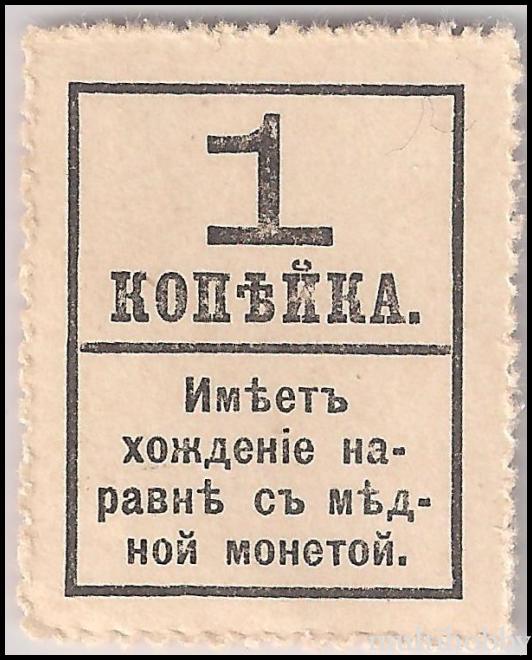 1
КОПѢЙКА.
Имѣетъ
хожденіе на-
равнѣ съ мѣд-
ной монетой.